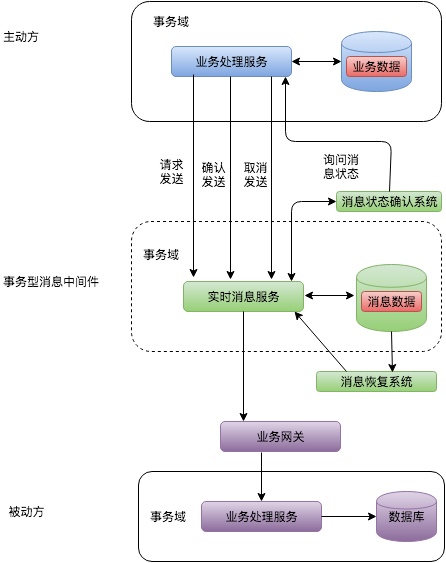 事务域
主动方
业务处理服务
业务数据
请求
发送
确认
发送
取消
发送
询问消
息状态
消息状态确认系统
事务域
事务型消息中间件
实时消息服务
消息数据
消息恢复系统
业务网关
被动方
事务域
业务处理服务
数据库